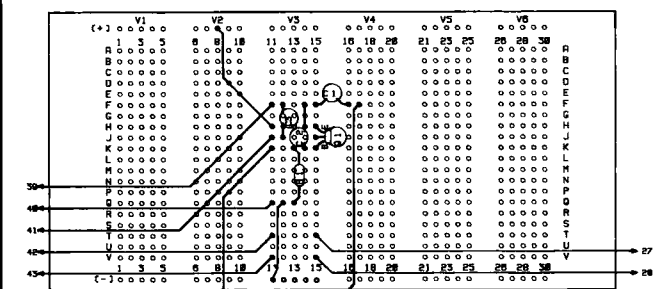 V1 V2 V3 V4 V5 V6
(+)
1 3 5 6 8 10 11 13 15 16 18 20 21 23 25 26 28 30
A A
B B
C C
D D
E E
F F
G G
H H
J J
K K
L L
M M
N N
P P
Q Q
R R
S S
T T
U U
V V
39
40
41
42 27
43 28
1 3 5 6 8 10 11 13 15 16 18 20 21 23 25 26 28 30
(-)